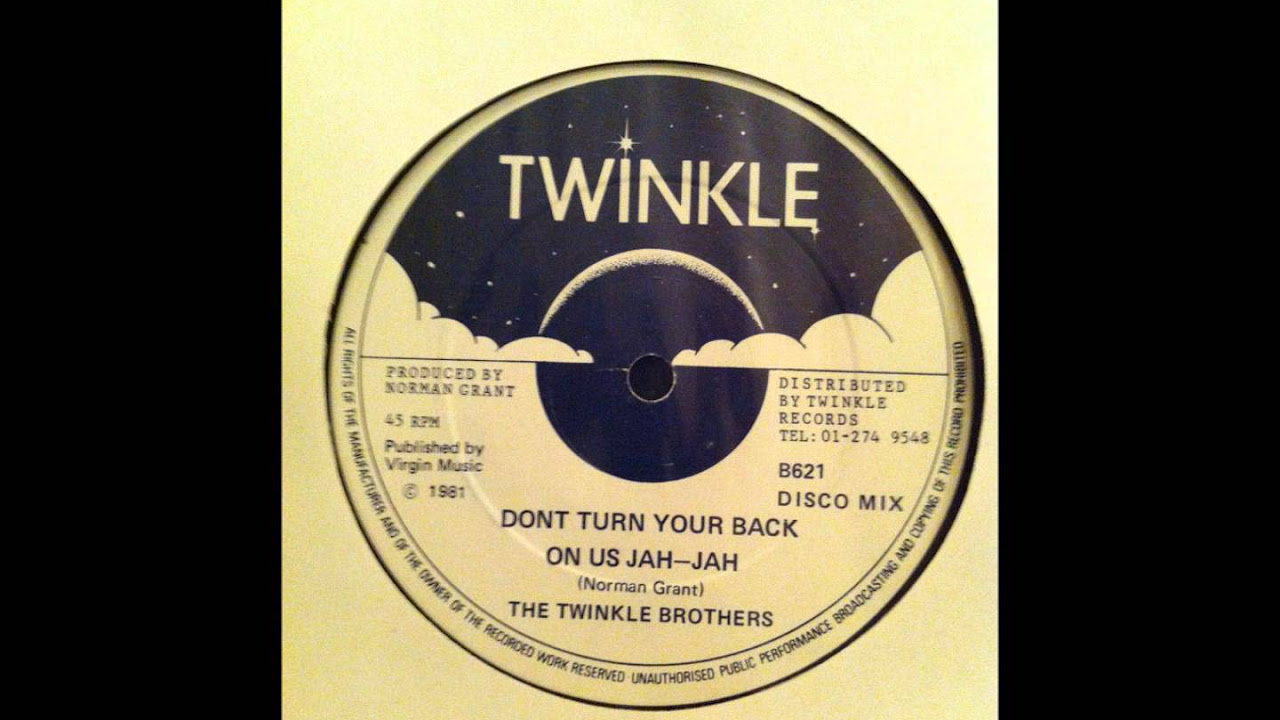 TWINKLE
PRODUCED BY
NORMAN GRANT
45 RPM
Published by
Virgin Music
© 1981
DISTRIBUTED
BY TWINKLE
RECORDS
TEL: 01-274 9548
B621
DISCO MIX
DONT TURN YOUR BACK
ON US JAH–JAH
(Norman Grant)
THE TWINKLE BROTHERS
ALL RIGHTS OF THE MANUFACTURER AND OF THE OWNER OF THE RECORDED WORK RESERVED · UNAUTHORISED PUBLIC PERFORMANCE BROADCASTING AND COPYING OF THIS RECORD PROHIBITED